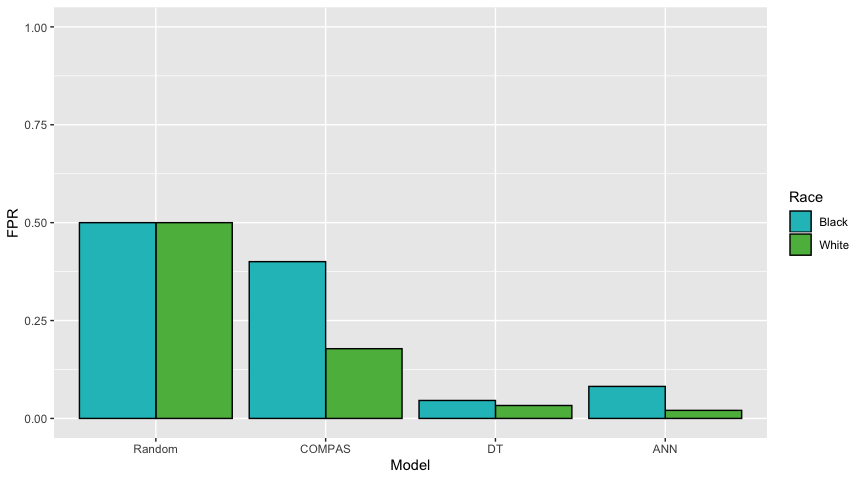 1.00
0.75
0.50
0.25
0.00
FPR
Random COMPAS DT ANN
Model
Race
Black
White